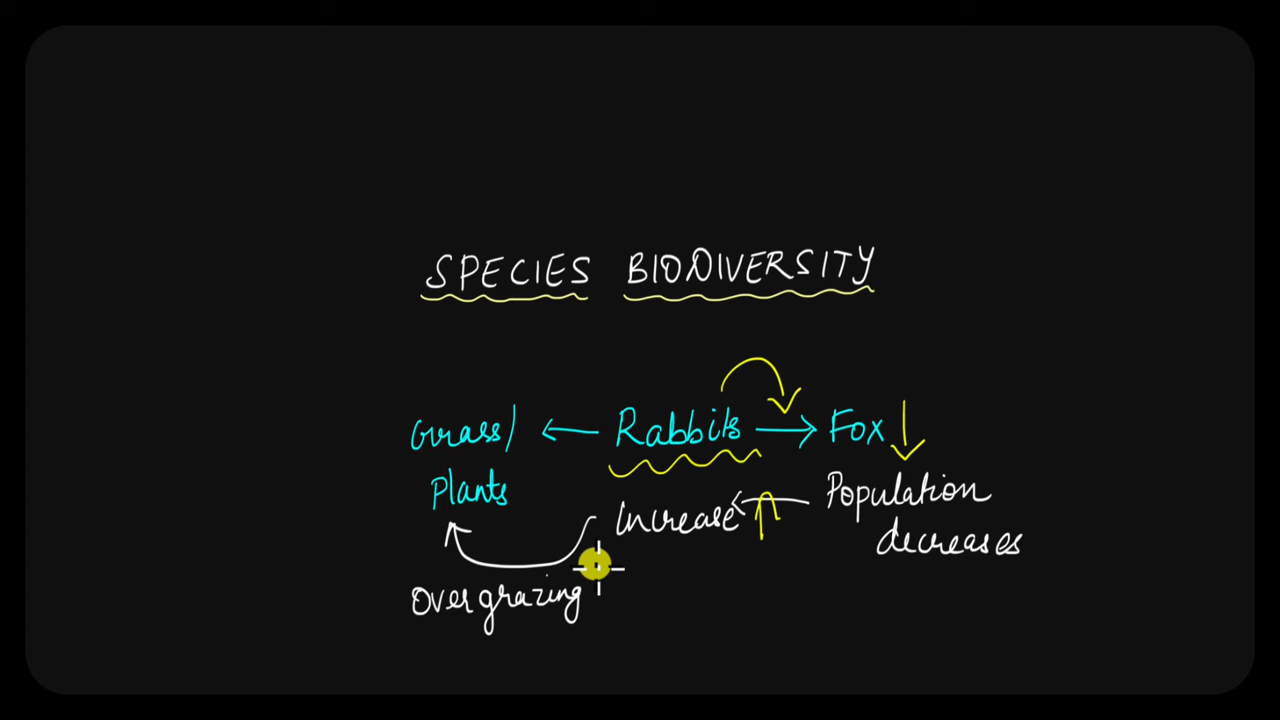 SPECIES BIODIVERSITY
Grass/ ← Rabbits → Fox ↓
Plants
Increase ↑ ← Population
decreases
Overgrazing